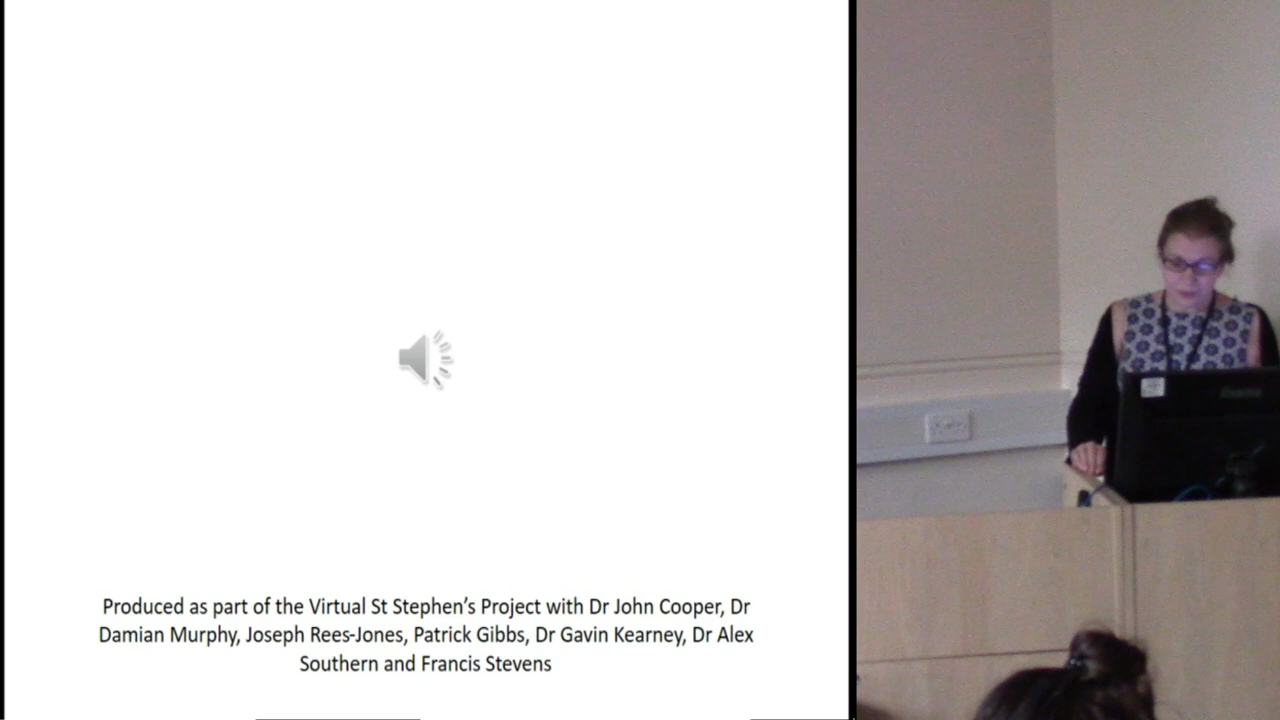 Produced as part of the Virtual St Stephen's Project with Dr John Cooper, Dr
Damian Murphy, Joseph Rees-Jones, Patrick Gibbs, Dr Gavin Kearney, Dr Alex
Southern and Francis Stevens